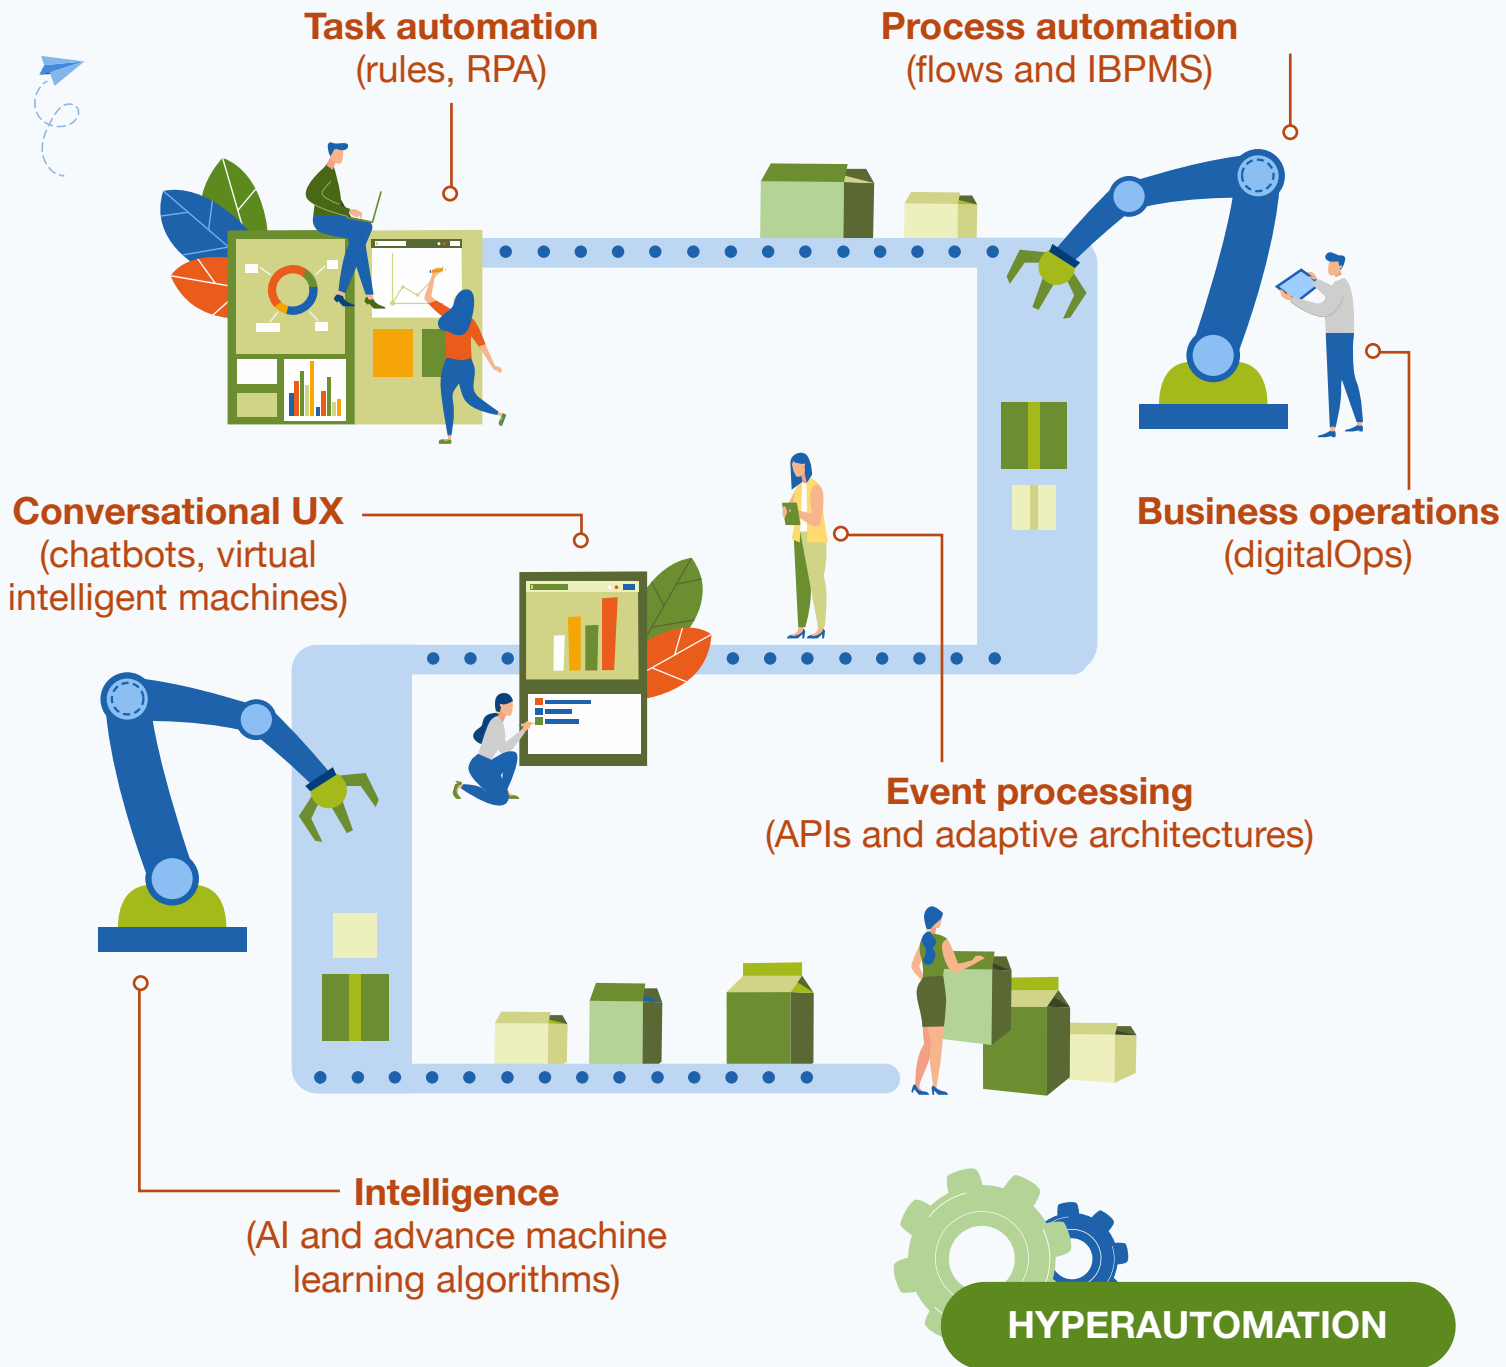 Task automation
(rules, RPA)
Process automation
(flows and IBPMS)
Conversational UX
(chatbots, virtual
intelligent machines)
Business operations
(digitalOps)
Event processing
(APIs and adaptive architectures)
Intelligence
(AI and advance machine
learning algorithms)
HYPERAUTOMATION